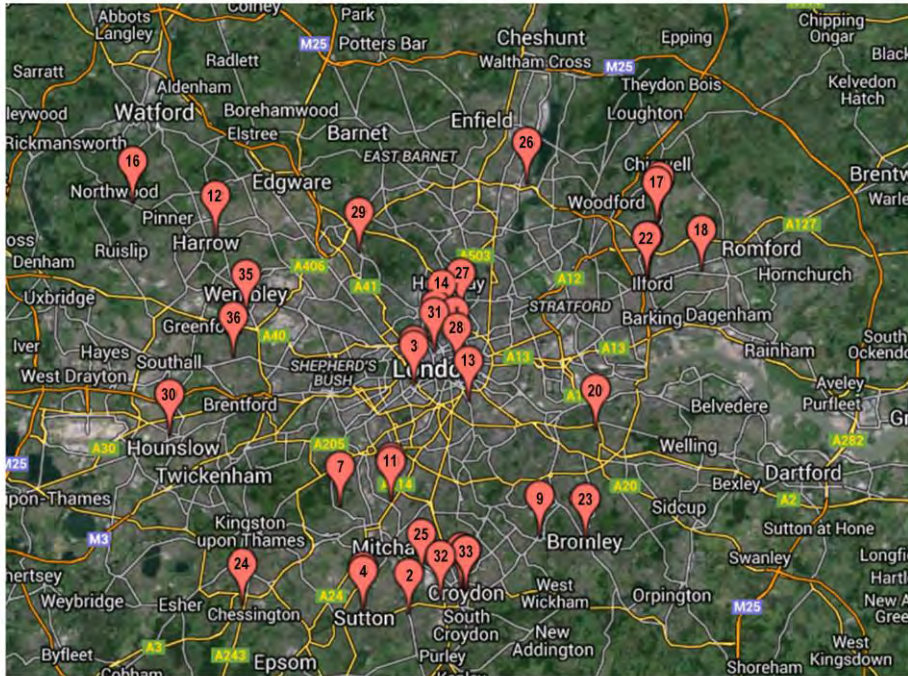 Abbots
Langley
Colney
Park
M25
Potters Bar
Cheshunt
Waltham Cross
Epping
Chipping
Ongar
M25
Sarratt
Radlett
Theydon Bois
Kelvedon
Hatch
Aldenham
Watford
Borehamwood
Loughton
Rickmansworth
Elstree
Barnet
Enfield
EAST BARNET
26
16
Northwood
12
Edgware
17
Woodford
Pinner
29
22
18
A127
Harrow
Romford
Ruislip
A503
Denham
A406
27
A12
Ilford
Hornchurch
35
A41
14
Wembley
STRATFORD
Uxbridge
36
31
28
Barking
Dagenham
A40
Iver
Hayes
Southall
3
A13
A13
Rainham
West Drayton
SHEPHERD'S
BUSH
London
13
South
Ockendon
Aveley
Purfleet
30
Brentford
20
Belvedere
A30
Hounslow
A205
Welling
A282
M25
Twickenham
7
11
Dartford
Bexley
A20
A2
9
23
Sidcup
Kingston
upon Thames
Sutton at Hone
M3
25
Bromley
Swanley
24
4
32
33
2
Croydon
West
Wickham
Weybridge
Esher
Chessington
A24
Sutton
Orpington
M25
South
Croydon
New
Addington
West
Kingsdown
A3
Byfleet
A243
Epsom
Purley
Shoreham
Cobham